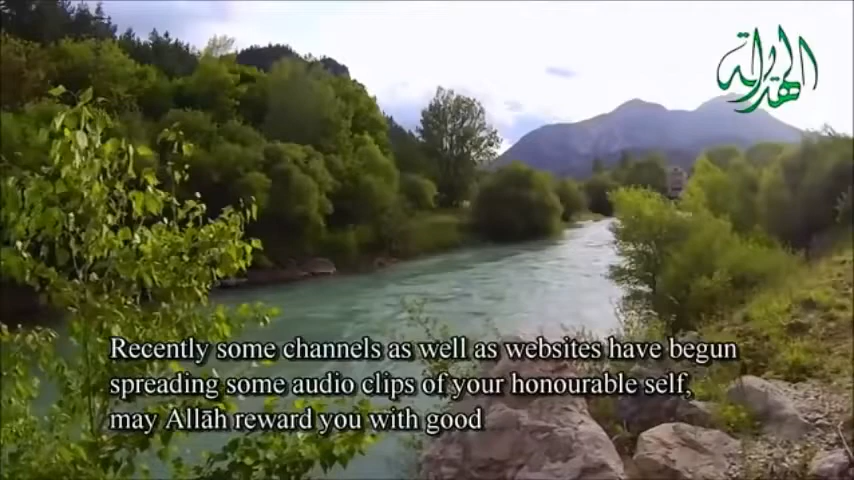 الهداية
Recently some channels as well as websites have begun
spreading some audio clips of your honourable self,
may Allāh reward you with good